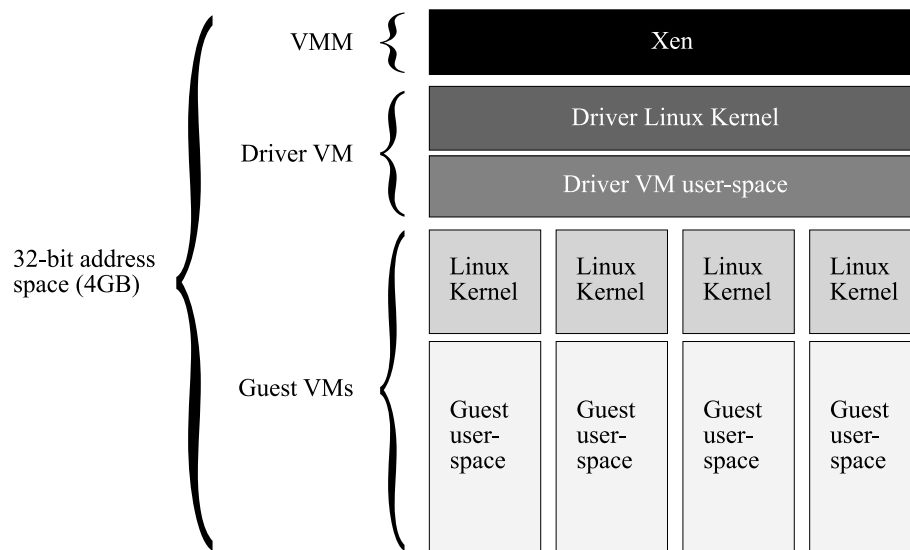 VMM
Xen
Driver VM
Driver Linux Kernel
Driver VM user-space
32-bit address
space (4GB)
Guest VMs
Linux
Kernel
Linux
Kernel
Linux
Kernel
Linux
Kernel
Guest
user-
space
Guest
user-
space
Guest
user-
space
Guest
user-
space